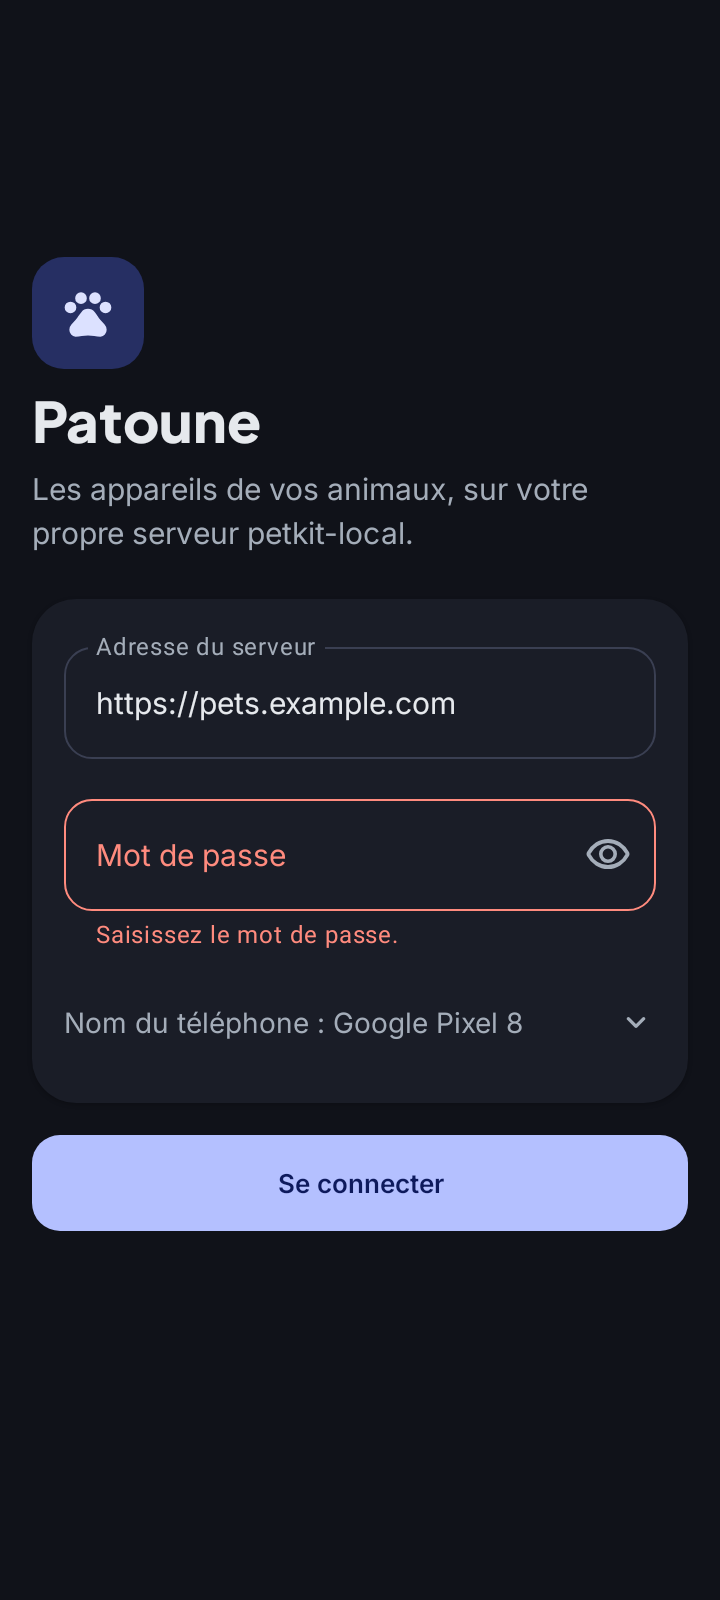 Patoune
Les appareils de vos animaux, sur votre
propre serveur petkit-local.
Adresse du serveur
https://pets.example.com
Mot de passe
Saisissez le mot de passe.
Nom du téléphone : Google Pixel 8
Se connecter